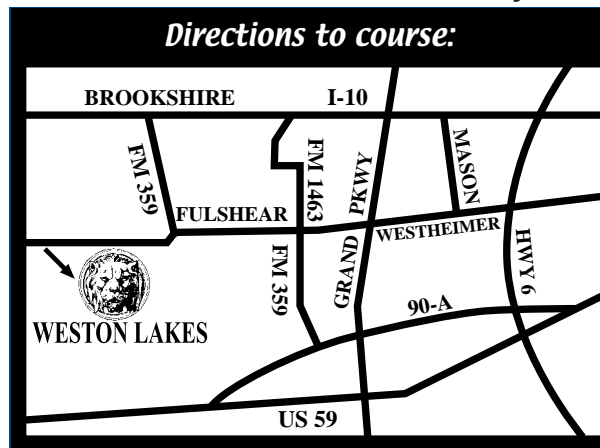 Directions to course:
BROOKSHIRE
I-10
FM 359
FM 1463
GRAND PKWY
MASON
FULSHEAR
WESTHEIMER
FM 359
HWY 6
90-A
WESTON LAKES
US 59